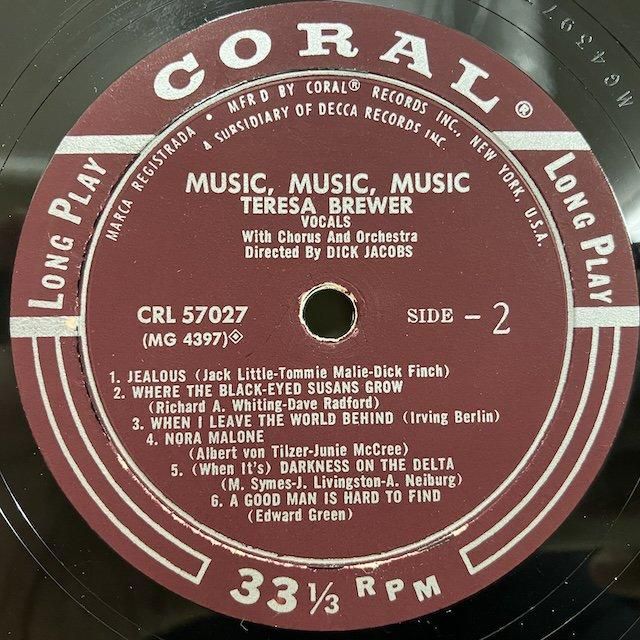 CORAL®
MG 4397
MARCA REGISTRADA • MFR'D BY CORAL® RECORDS INC., NEW YORK, U.S.A.
A SUBSIDIARY OF DECCA RECORDS INC.
LONG PLAY
LONG PLAY
MUSIC, MUSIC, MUSIC
TERESA BREWER
VOCALS
With Chorus And Orchestra
Directed By DICK JACOBS
CRL 57027
SIDE - 2
(MG 4397)
1. JEALOUS (Jack Little-Tommie Malie-Dick Finch)
2. WHERE THE BLACK-EYED SUSANS GROW
(Richard A. Whiting-Dave Radford)
3. WHEN I LEAVE THE WORLD BEHIND (Irving Berlin)
4. NORA MALONE
(Albert von Tilzer-Junie McCree)
5. (When It's) DARKNESS ON THE DELTA
(M. Symes-J. Livingston-A. Neiburg)
6. A GOOD MAN IS HARD TO FIND
(Edward Green)
33 1/3 RPM